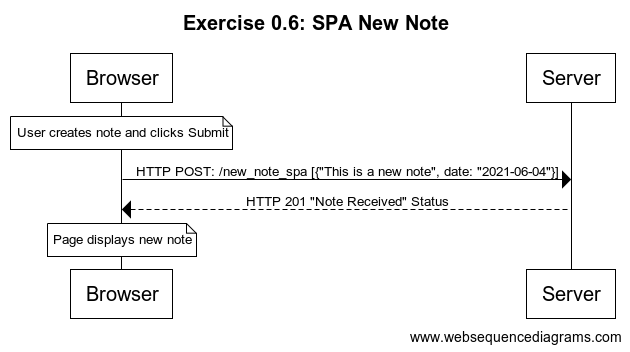 Exercise 0.6: SPA New Note
Browser
Server
User creates note and clicks Submit
HTTP POST: /new_note_spa [{"This is a new note", date: "2021-06-04"}]
HTTP 201 "Note Received" Status
Page displays new note
Browser
Server
www.websequencediagrams.com